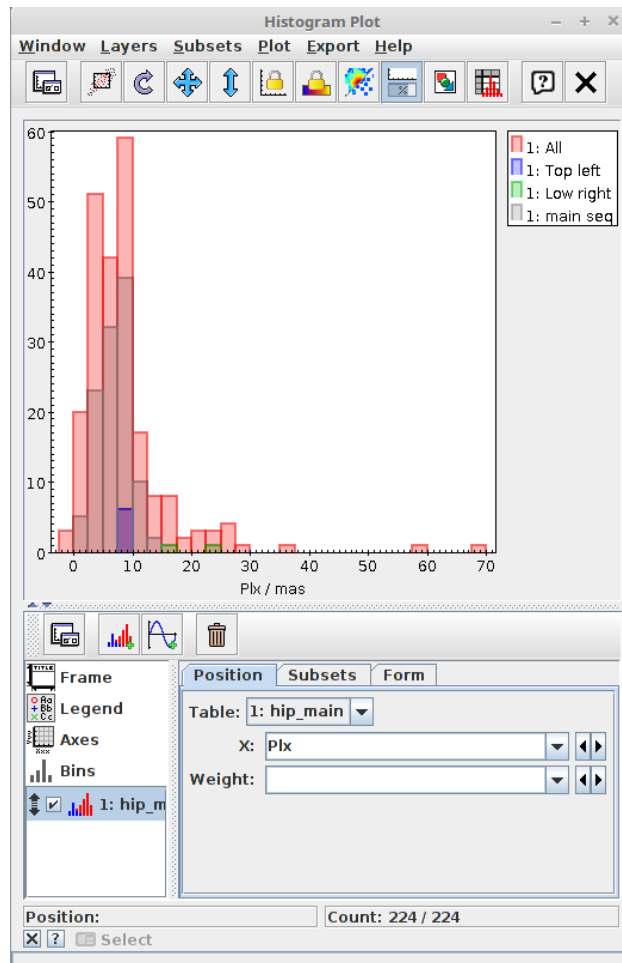 Histogram Plot
Window Layers Subsets Plot Export Help
60
50
40
30
20
10
0
0 10 20 30 40 50 60 70
Plx / mas
1: All
1: Top left
1: Low right
1: main seq
Frame
Legend
Axes
Bins
1: hip_m
Position Subsets Form
Table: 1: hip_main
X: Plx
Weight:
Position:
Count: 224 / 224
Select